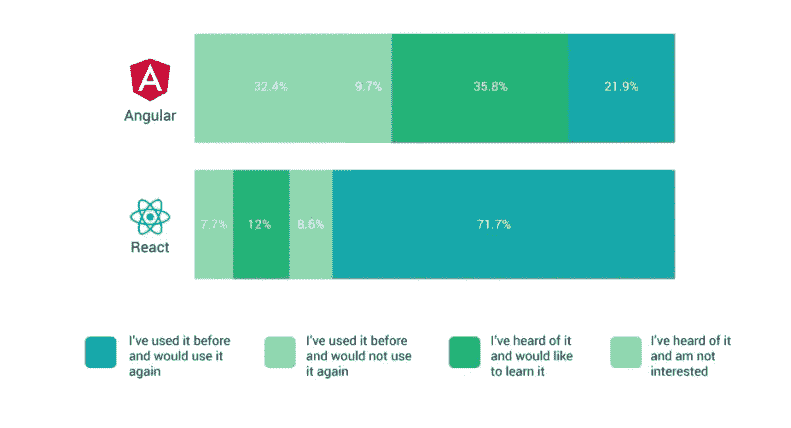 32.4% 9.7% 35.8% 21.9%
Angular
7.7% 12% 8.6% 71.7%
React
I've used it before
and would use it
again
I've used it before
and would not use
it again
I've heard of it
and would like
to learn it
I've heard of it
and am not
interested